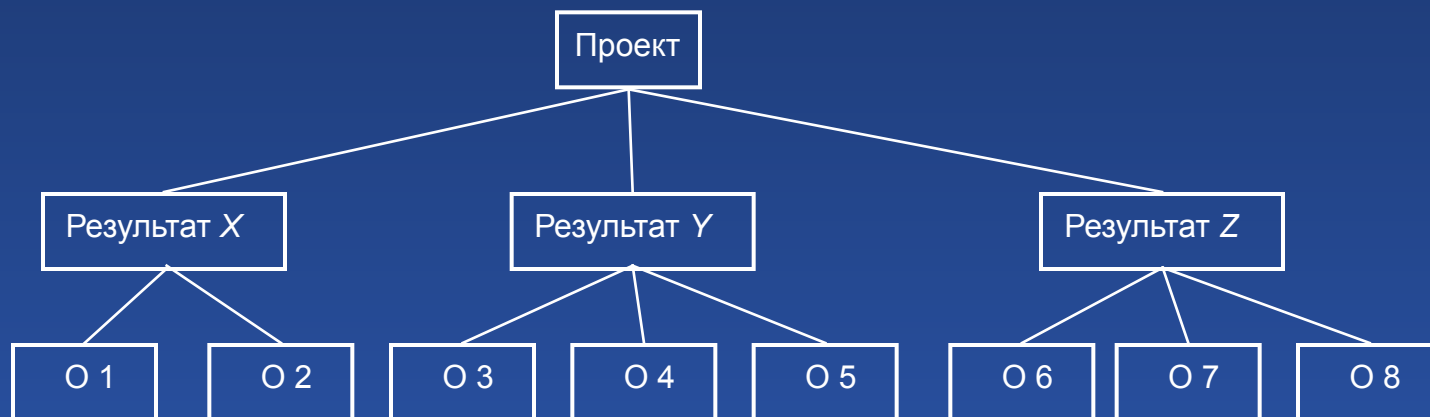 Проект
Результат X
Результат Y
Результат Z
О 1
О 2
О 3
О 4
О 5
О 6
О 7
О 8